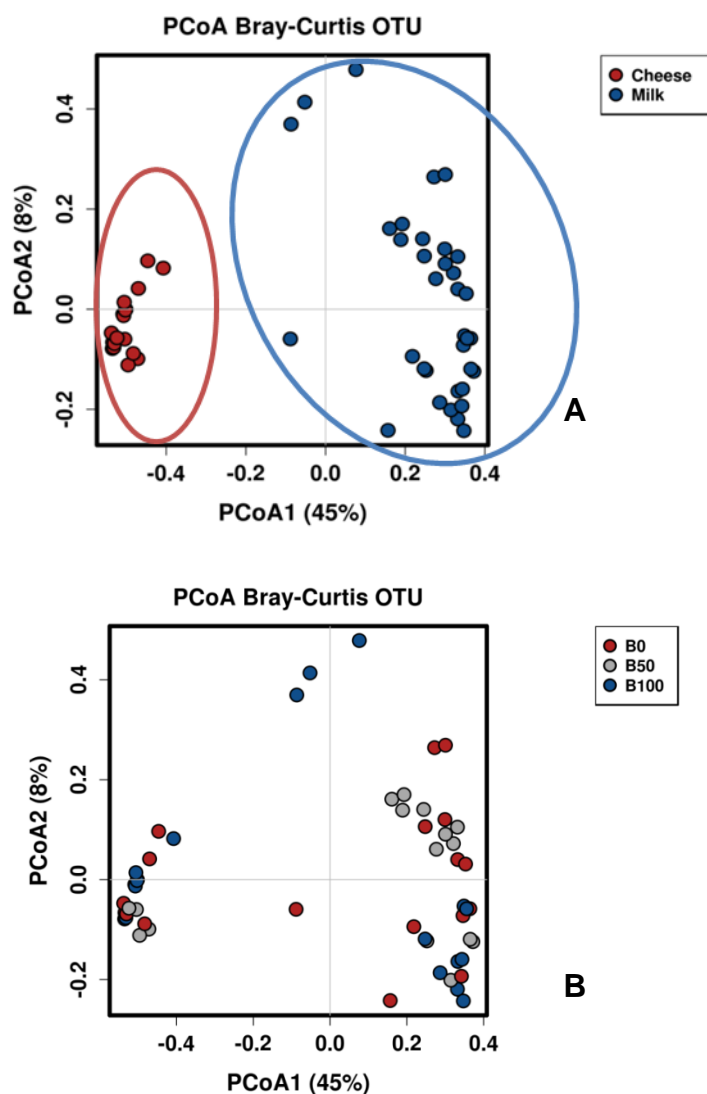 PCoA Bray-Curtis OTU
Cheese
Milk
0.4
0.2
0.0
-0.2
PCoA2 (8%)
A
-0.4 -0.2 0.0 0.2 0.4
PCoA1 (45%)
PCoA Bray-Curtis OTU
B0
B50
B100
0.4
0.2
0.0
-0.2
PCoA2 (8%)
B
-0.4 -0.2 0.0 0.2 0.4
PCoA1 (45%)